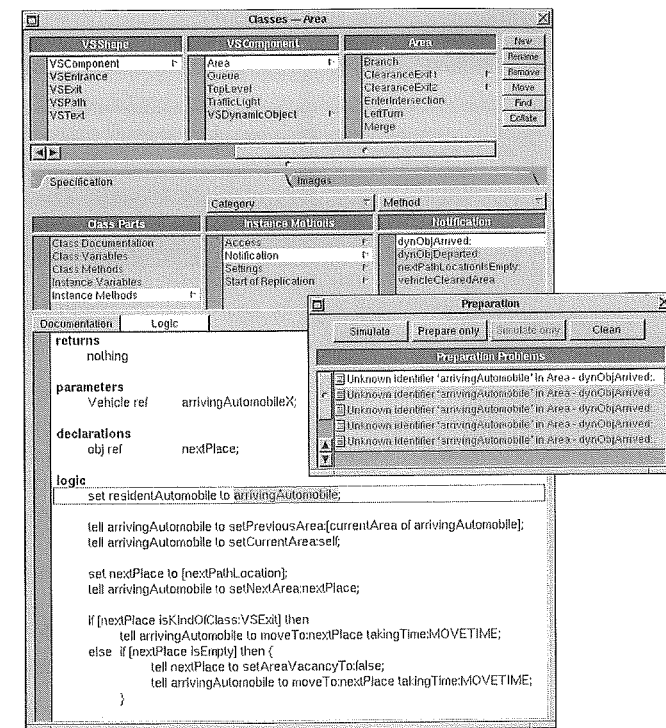 Classes — Area
VSShape
VSComponent
VSEntrance
VSExit
VSPath
VSText
VSComponent
Area
Queue
TopLevel
TrafficLight
VSDynamicObject
Area
Branch
ClearanceExit1
ClearanceExit2
EnterIntersection
LeftTurn
Merge
New
Rename
Remove
Move
Find
Collate
Specification
Images
Category
Method
Class Parts
Class Documentation
Class Variables
Class Methods
Instance Variables
Instance Methods
Instance Methods
Access
Notification
Settings
Start of Replication
Notification
dynObjArrived:
dynObjDeparted:
nextPathLocationIsEmpty:
vehicleClearedArea
Documentation
Logic
returns
nothing
parameters
Vehicle ref arrivingAutomobileX;
declarations
obj ref nextPlace;
logic
set residentAutomobile to arrivingAutomobile;
tell arrivingAutomobile to setPreviousArea:[currentArea of arrivingAutomobile];
tell arrivingAutomobile to setCurrentArea:self;
set nextPlace to [nextPathLocation];
tell arrivingAutomobile to setNextArea:nextPlace;
if [nextPlace isKindOfClass:VSExit] then
tell arrivingAutomobile to moveTo:nextPlace takingTime:MOVETIME;
else if [nextPlace isEmpty] then {
tell nextPlace to setAreaVacancyTo:false;
tell arrivingAutomobile to moveTo:nextPlace takingTime:MOVETIME;
}
Preparation
Simulate
Prepare only
Simulate only
Clean
Preparation Problems
Unknown identifier 'arrivingAutomobile' in Area - dynObjArrived:.
Unknown identifier 'arrivingAutomobile' in Area - dynObjArrived:.
Unknown identifier 'arrivingAutomobile' in Area - dynObjArrived:.
Unknown identifier 'arrivingAutomobile' in Area - dynObjArrived:.
Unknown identifier 'arrivingAutomobile' in Area - dynObjArrived:.